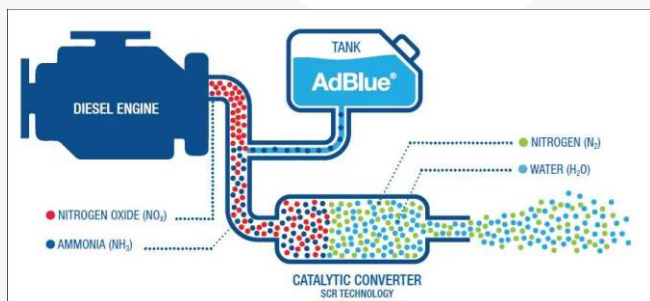 TANK
AdBlue®
DIESEL ENGINE
NITROGEN (N₂)
WATER (H₂O)
NITROGEN OXIDE (NOₓ)
AMMONIA (NH₃)
CATALYTIC CONVERTER
SCR TECHNOLOGY